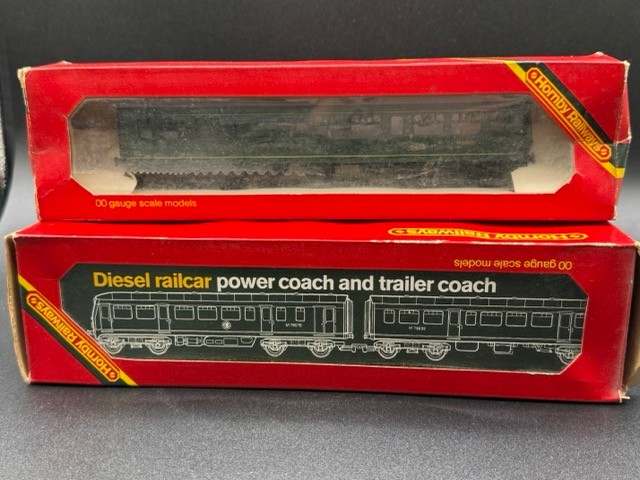 Hornby Railways
00 gauge scale models
Hornby Railways
00 gauge scale models
Diesel railcar power coach and trailer coach
Hornby Railways